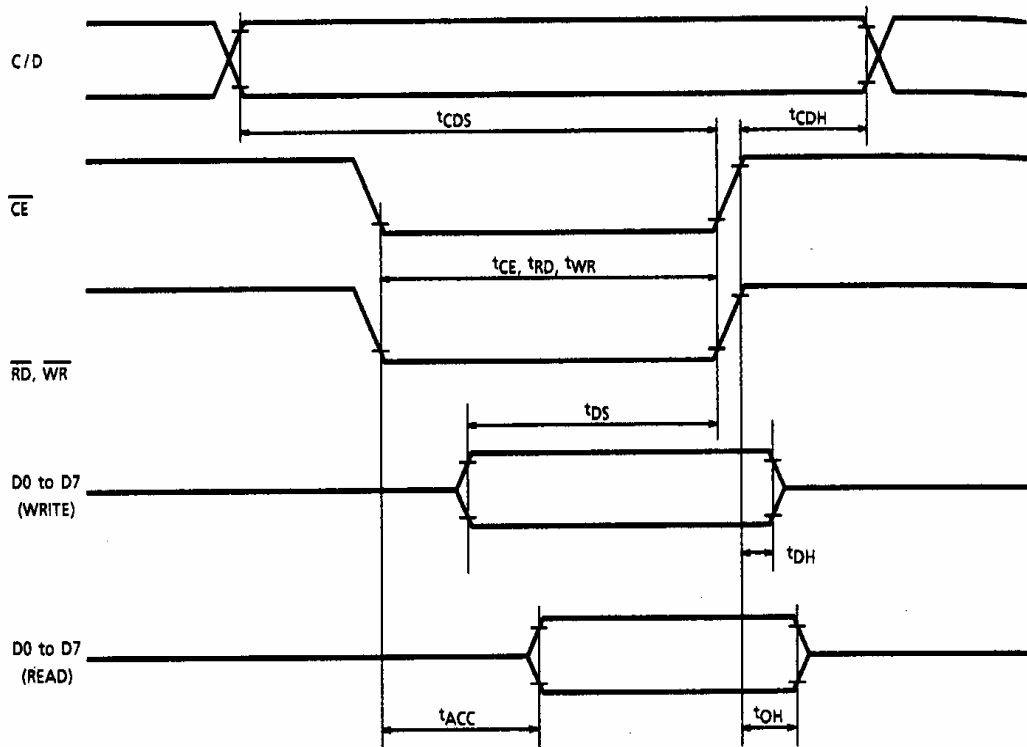 C/D
tCDS
tCDH
CE
tCE, tRD, tWR
RD, WR
tDS
D0 to D7
(WRITE)
tDH
D0 to D7
(READ)
tACC
tOH